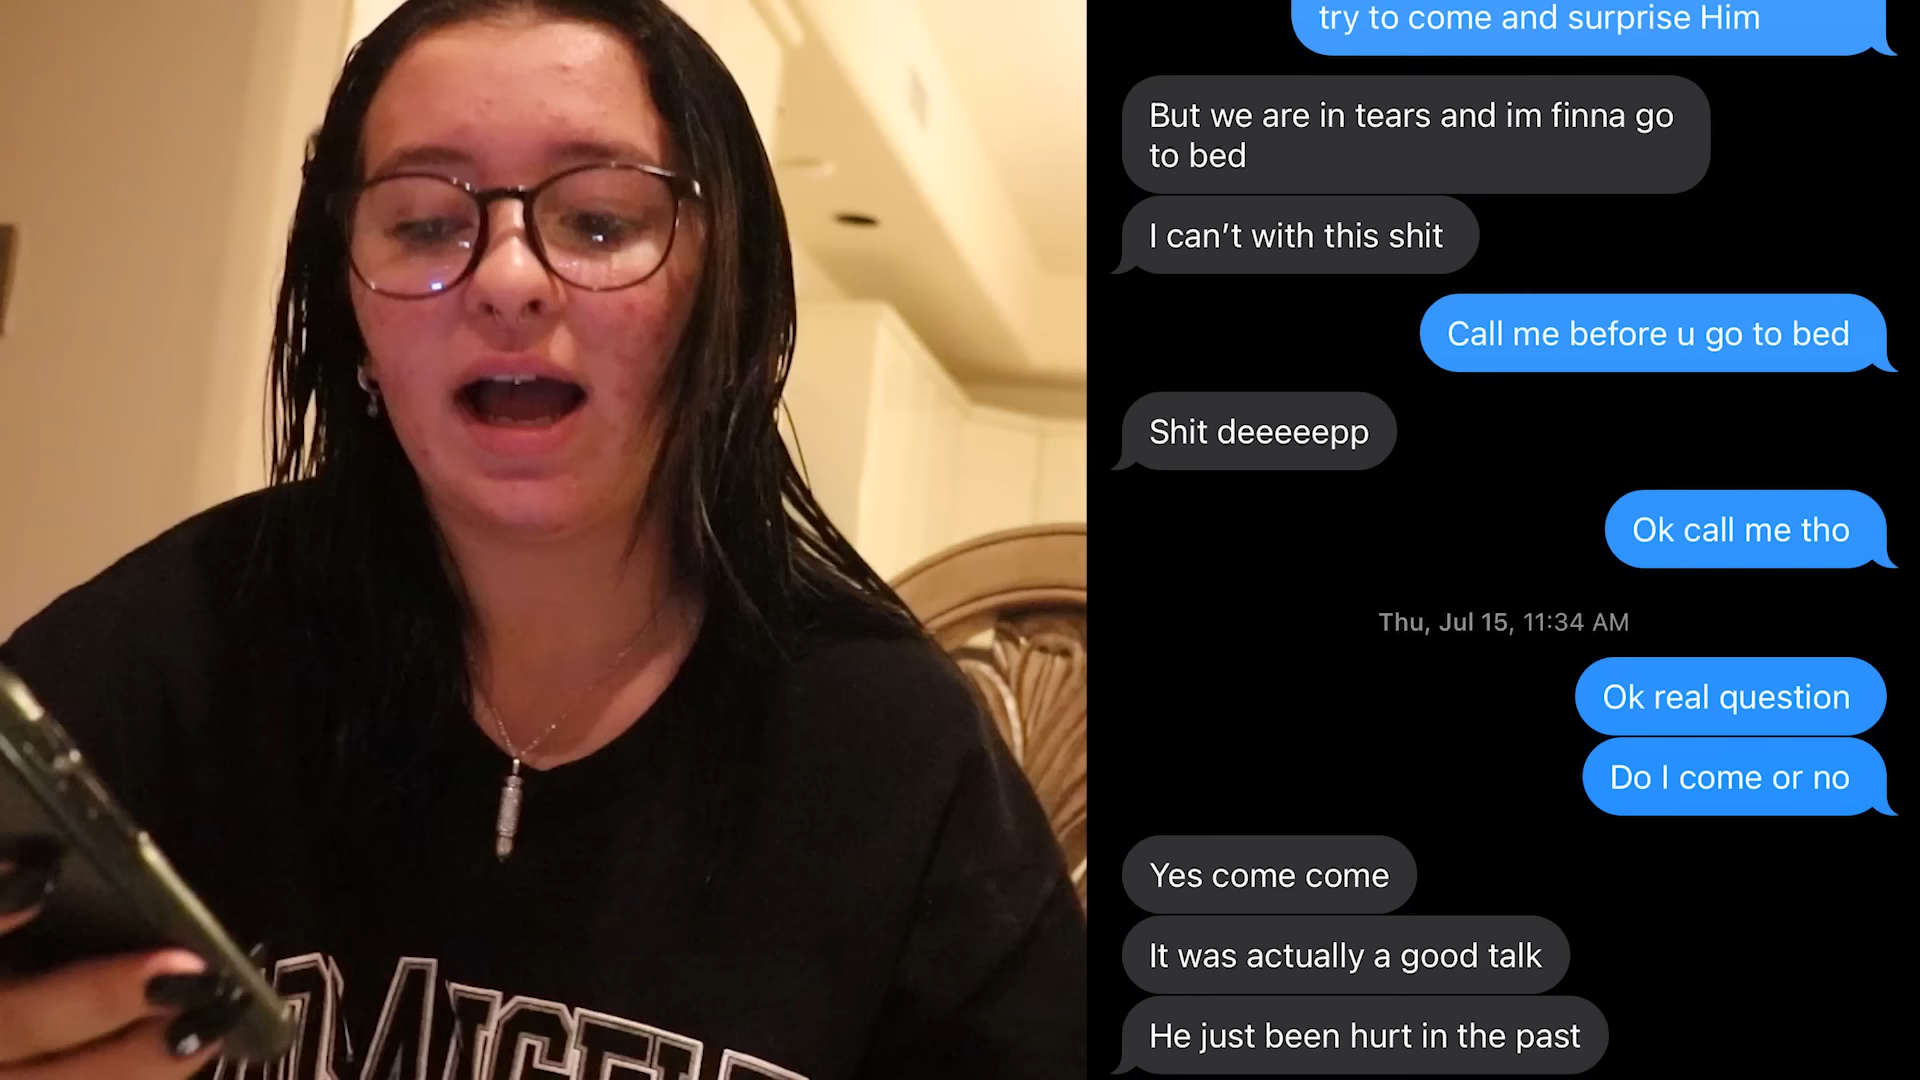 try to come and surprise Him
But we are in tears and im finna go
to bed
I can’t with this shit
Call me before u go to bed
Shit deeeeepp
Ok call me tho
Thu, Jul 15, 11:34 AM
Ok real question
Do I come or no
Yes come come
It was actually a good talk
He just been hurt in the past